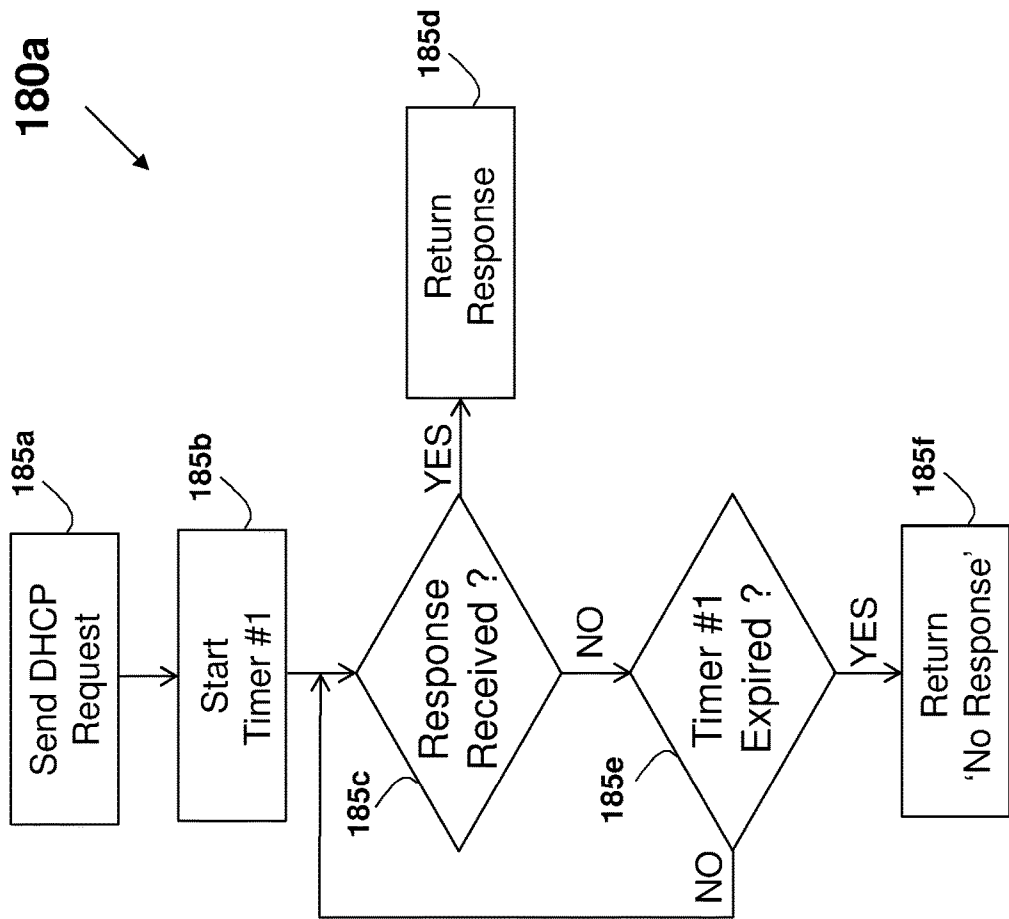 180a
185a
Send DHCP
Request
185b
Start
Timer #1
185c
Response
Received ?
YES
185d
Return
Response
NO
185e
Timer #1
Expired ?
NO
YES
185f
Return
'No Response'